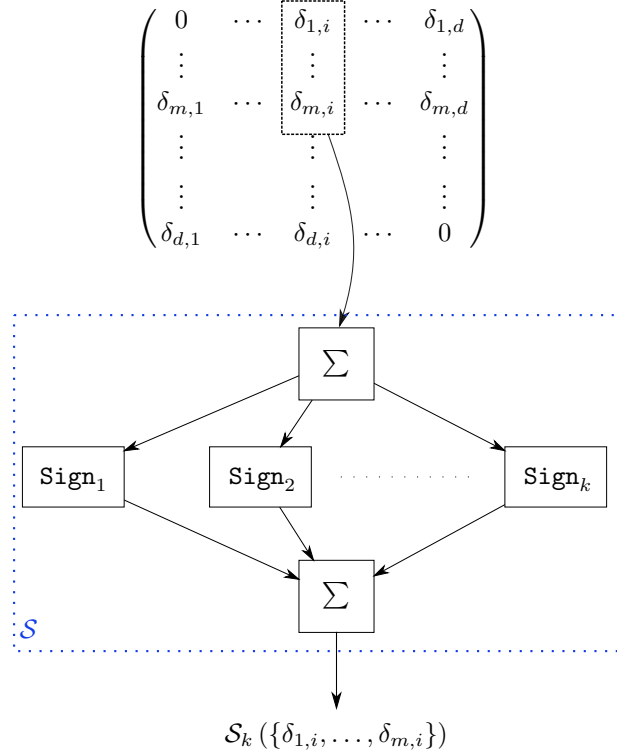 0 ⋯ δ_{1,i} ⋯ δ_{1,d}
⋮ ⋮ ⋮
δ_{m,1} ⋯ δ_{m,i} ⋯ δ_{m,d}
⋮ ⋮ ⋮
⋮ ⋮ ⋮
δ_{d,1} ⋯ δ_{d,i} ⋯ 0
Σ
Sign_1 Sign_2 . . . . . . . . . . Sign_k
Σ
𝒮
𝒮_k ({δ_{1,i}, …, δ_{m,i}})